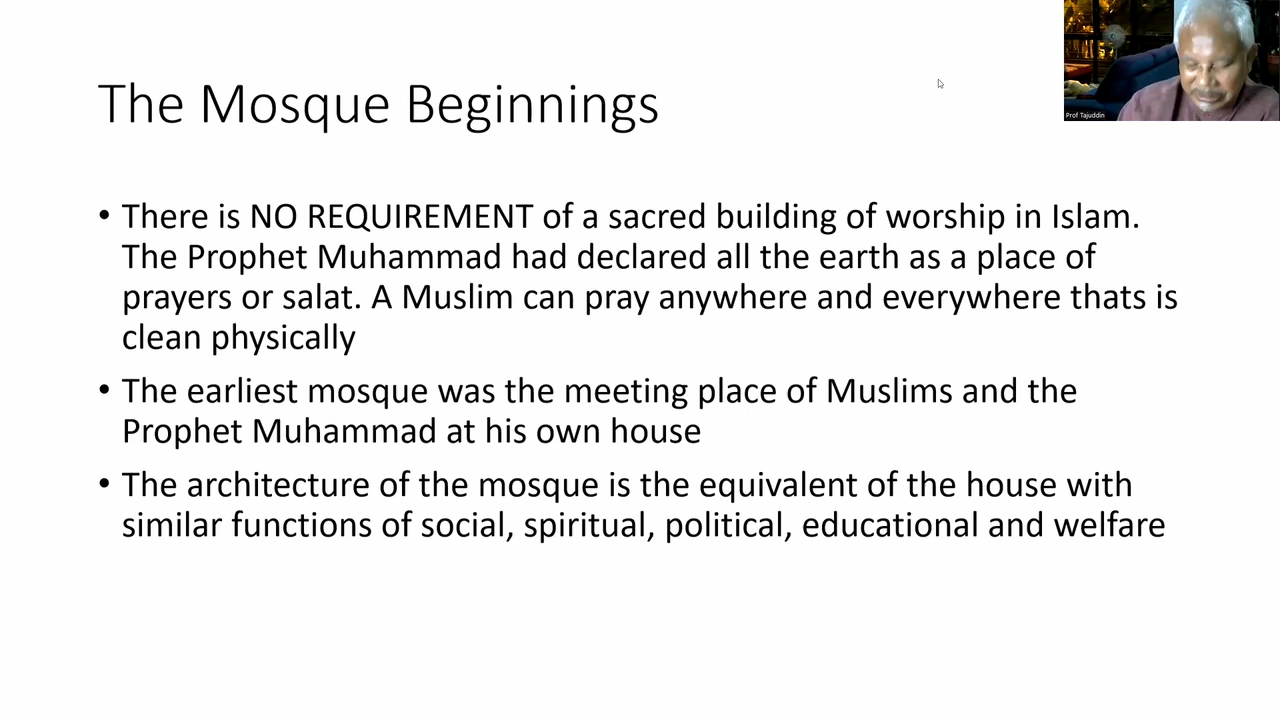 The Mosque Beginnings
Prof Tajuddin
• There is NO REQUIREMENT of a sacred building of worship in Islam.
The Prophet Muhammad had declared all the earth as a place of
prayers or salat. A Muslim can pray anywhere and everywhere thats is
clean physically
• The earliest mosque was the meeting place of Muslims and the
Prophet Muhammad at his own house
• The architecture of the mosque is the equivalent of the house with
similar functions of social, spiritual, political, educational and welfare